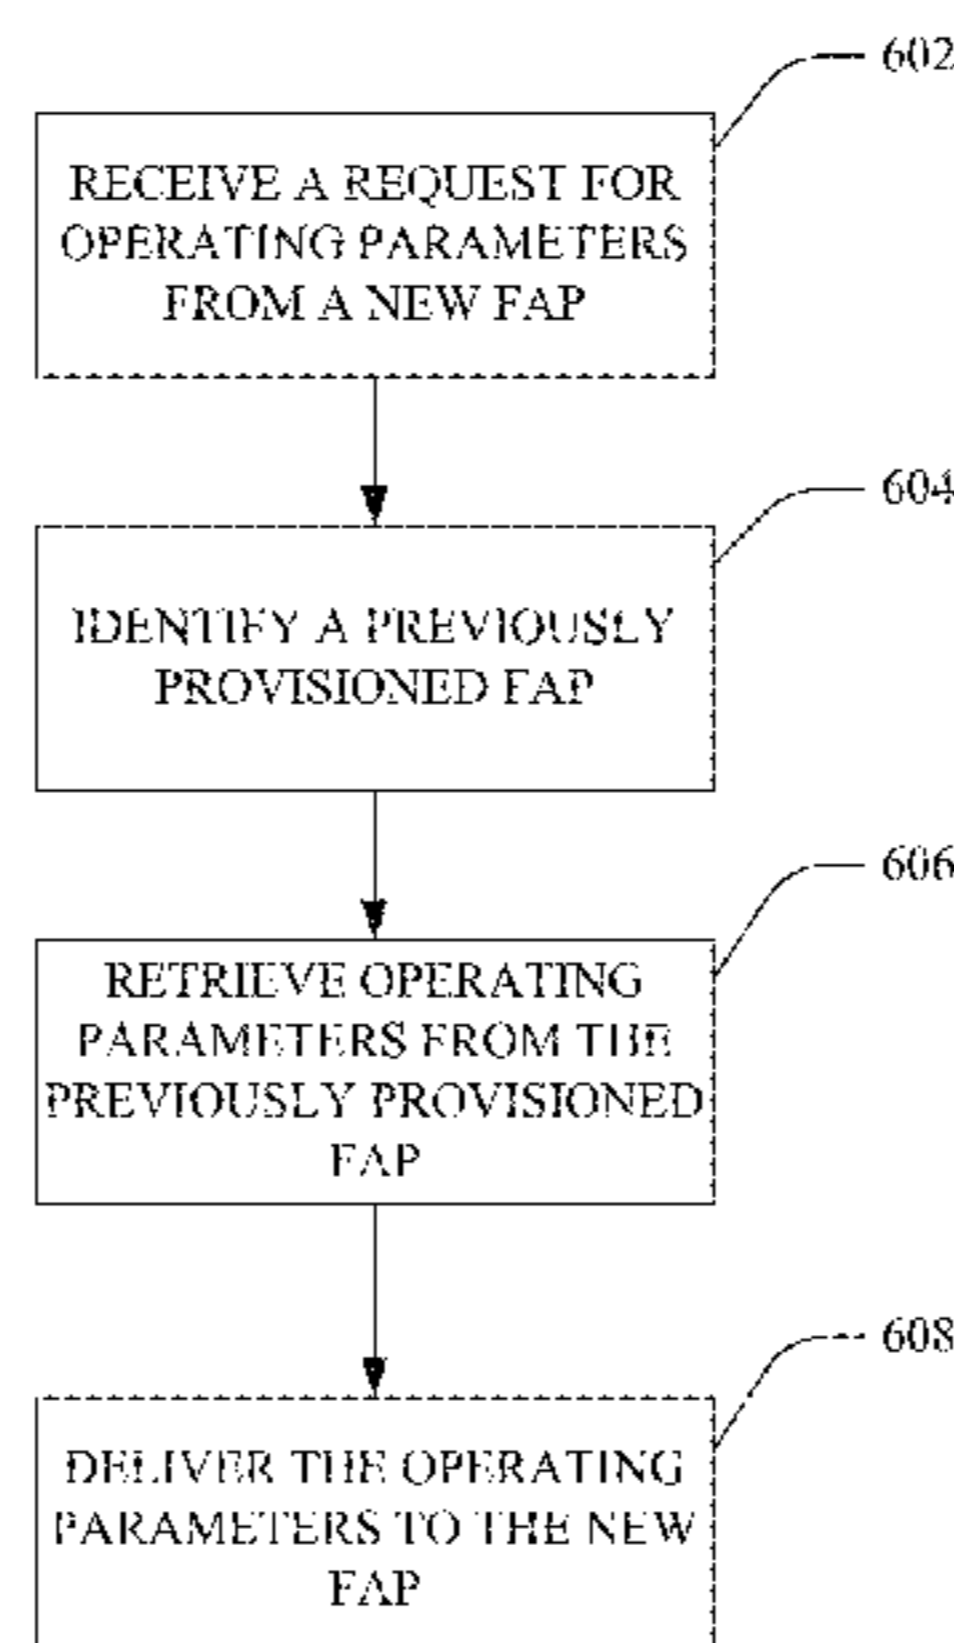 602
RECEIVE A REQUEST FOR
OPERATING PARAMETERS
FROM A NEW FAP
604
IDENTIFY A PREVIOUSLY
PROVISIONED FAP
606
RETRIEVE OPERATING
PARAMETERS FROM THE
PREVIOUSLY PROVISIONED
FAP
608
DELIVER THE OPERATING
PARAMETERS TO THE NEW
FAP